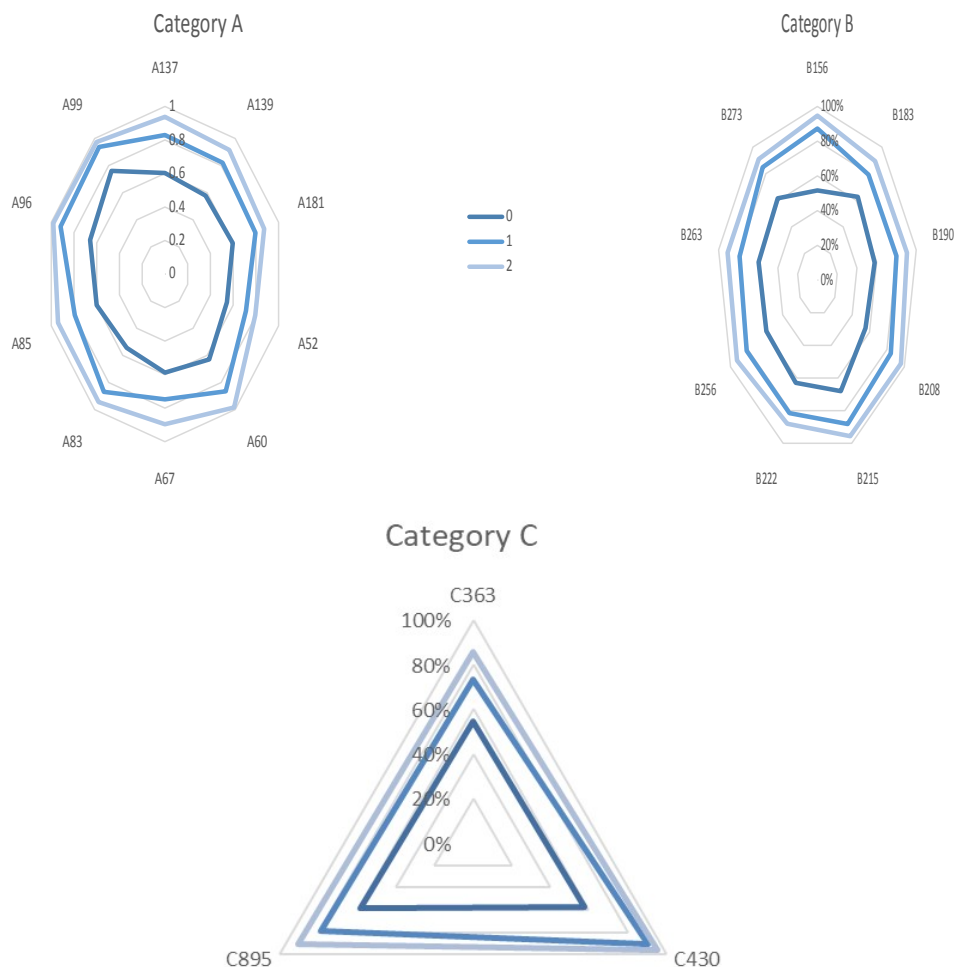 Category A
A137
A99
A139
A96
A181
A85
A52
A83
A60
A67
1
0.8
0.6
0.4
0.2
0
0
1
2
Category B
B156
B273
B183
B263
B190
B256
B208
B222
B215
100%
80%
60%
40%
20%
0%
Category C
C363
100%
80%
60%
40%
20%
0%
C895
C430